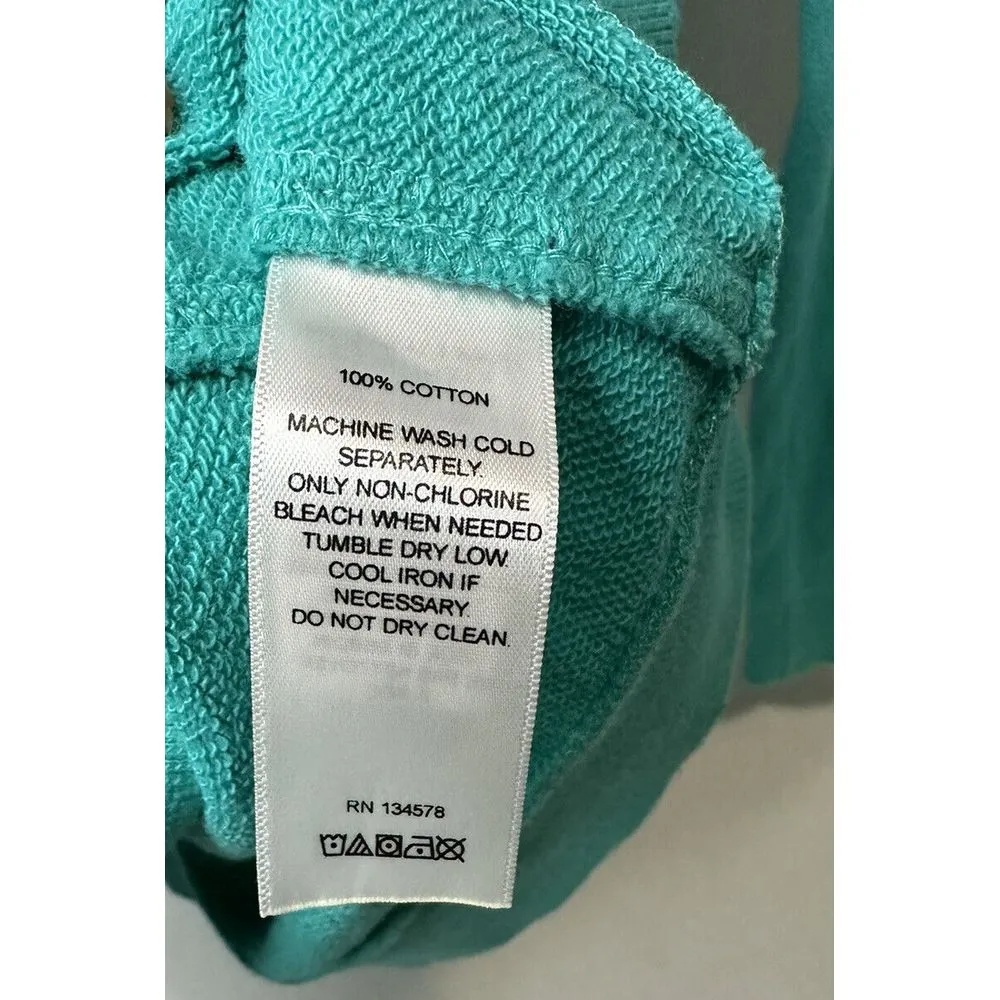 100% COTTON
MACHINE WASH COLD
SEPARATELY.
ONLY NON-CHLORINE
BLEACH WHEN NEEDED
TUMBLE DRY LOW.
COOL IRON IF
NECESSARY.
DO NOT DRY CLEAN.
RN 134578